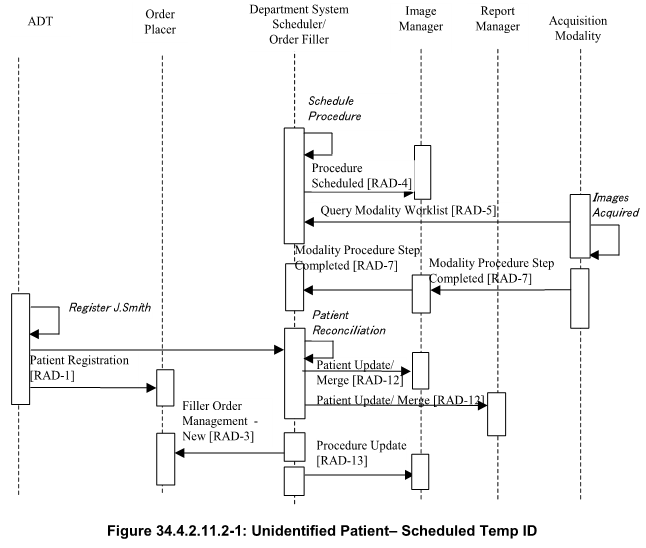 ADT
Order
Placer
Department System
Scheduler/
Order Filler
Image
Manager
Report
Manager
Acquisition
Modality
Schedule
Procedure
Procedure
Scheduled [RAD-4]
Query Modality Worklist [RAD-5]
Images
Acquired
Modality Procedure Step
Completed [RAD-7]
Modality Procedure Step
Completed [RAD-7]
Register J.Smith
Patient
Reconciliation
Patient Registration
[RAD-1]
Patient Update/
Merge [RAD-12]
Patient Update/ Merge [RAD-12]
Filler Order
Management -
New [RAD-3]
Procedure Update
[RAD-13]
Figure 34.4.2.11.2-1: Unidentified Patient– Scheduled Temp ID